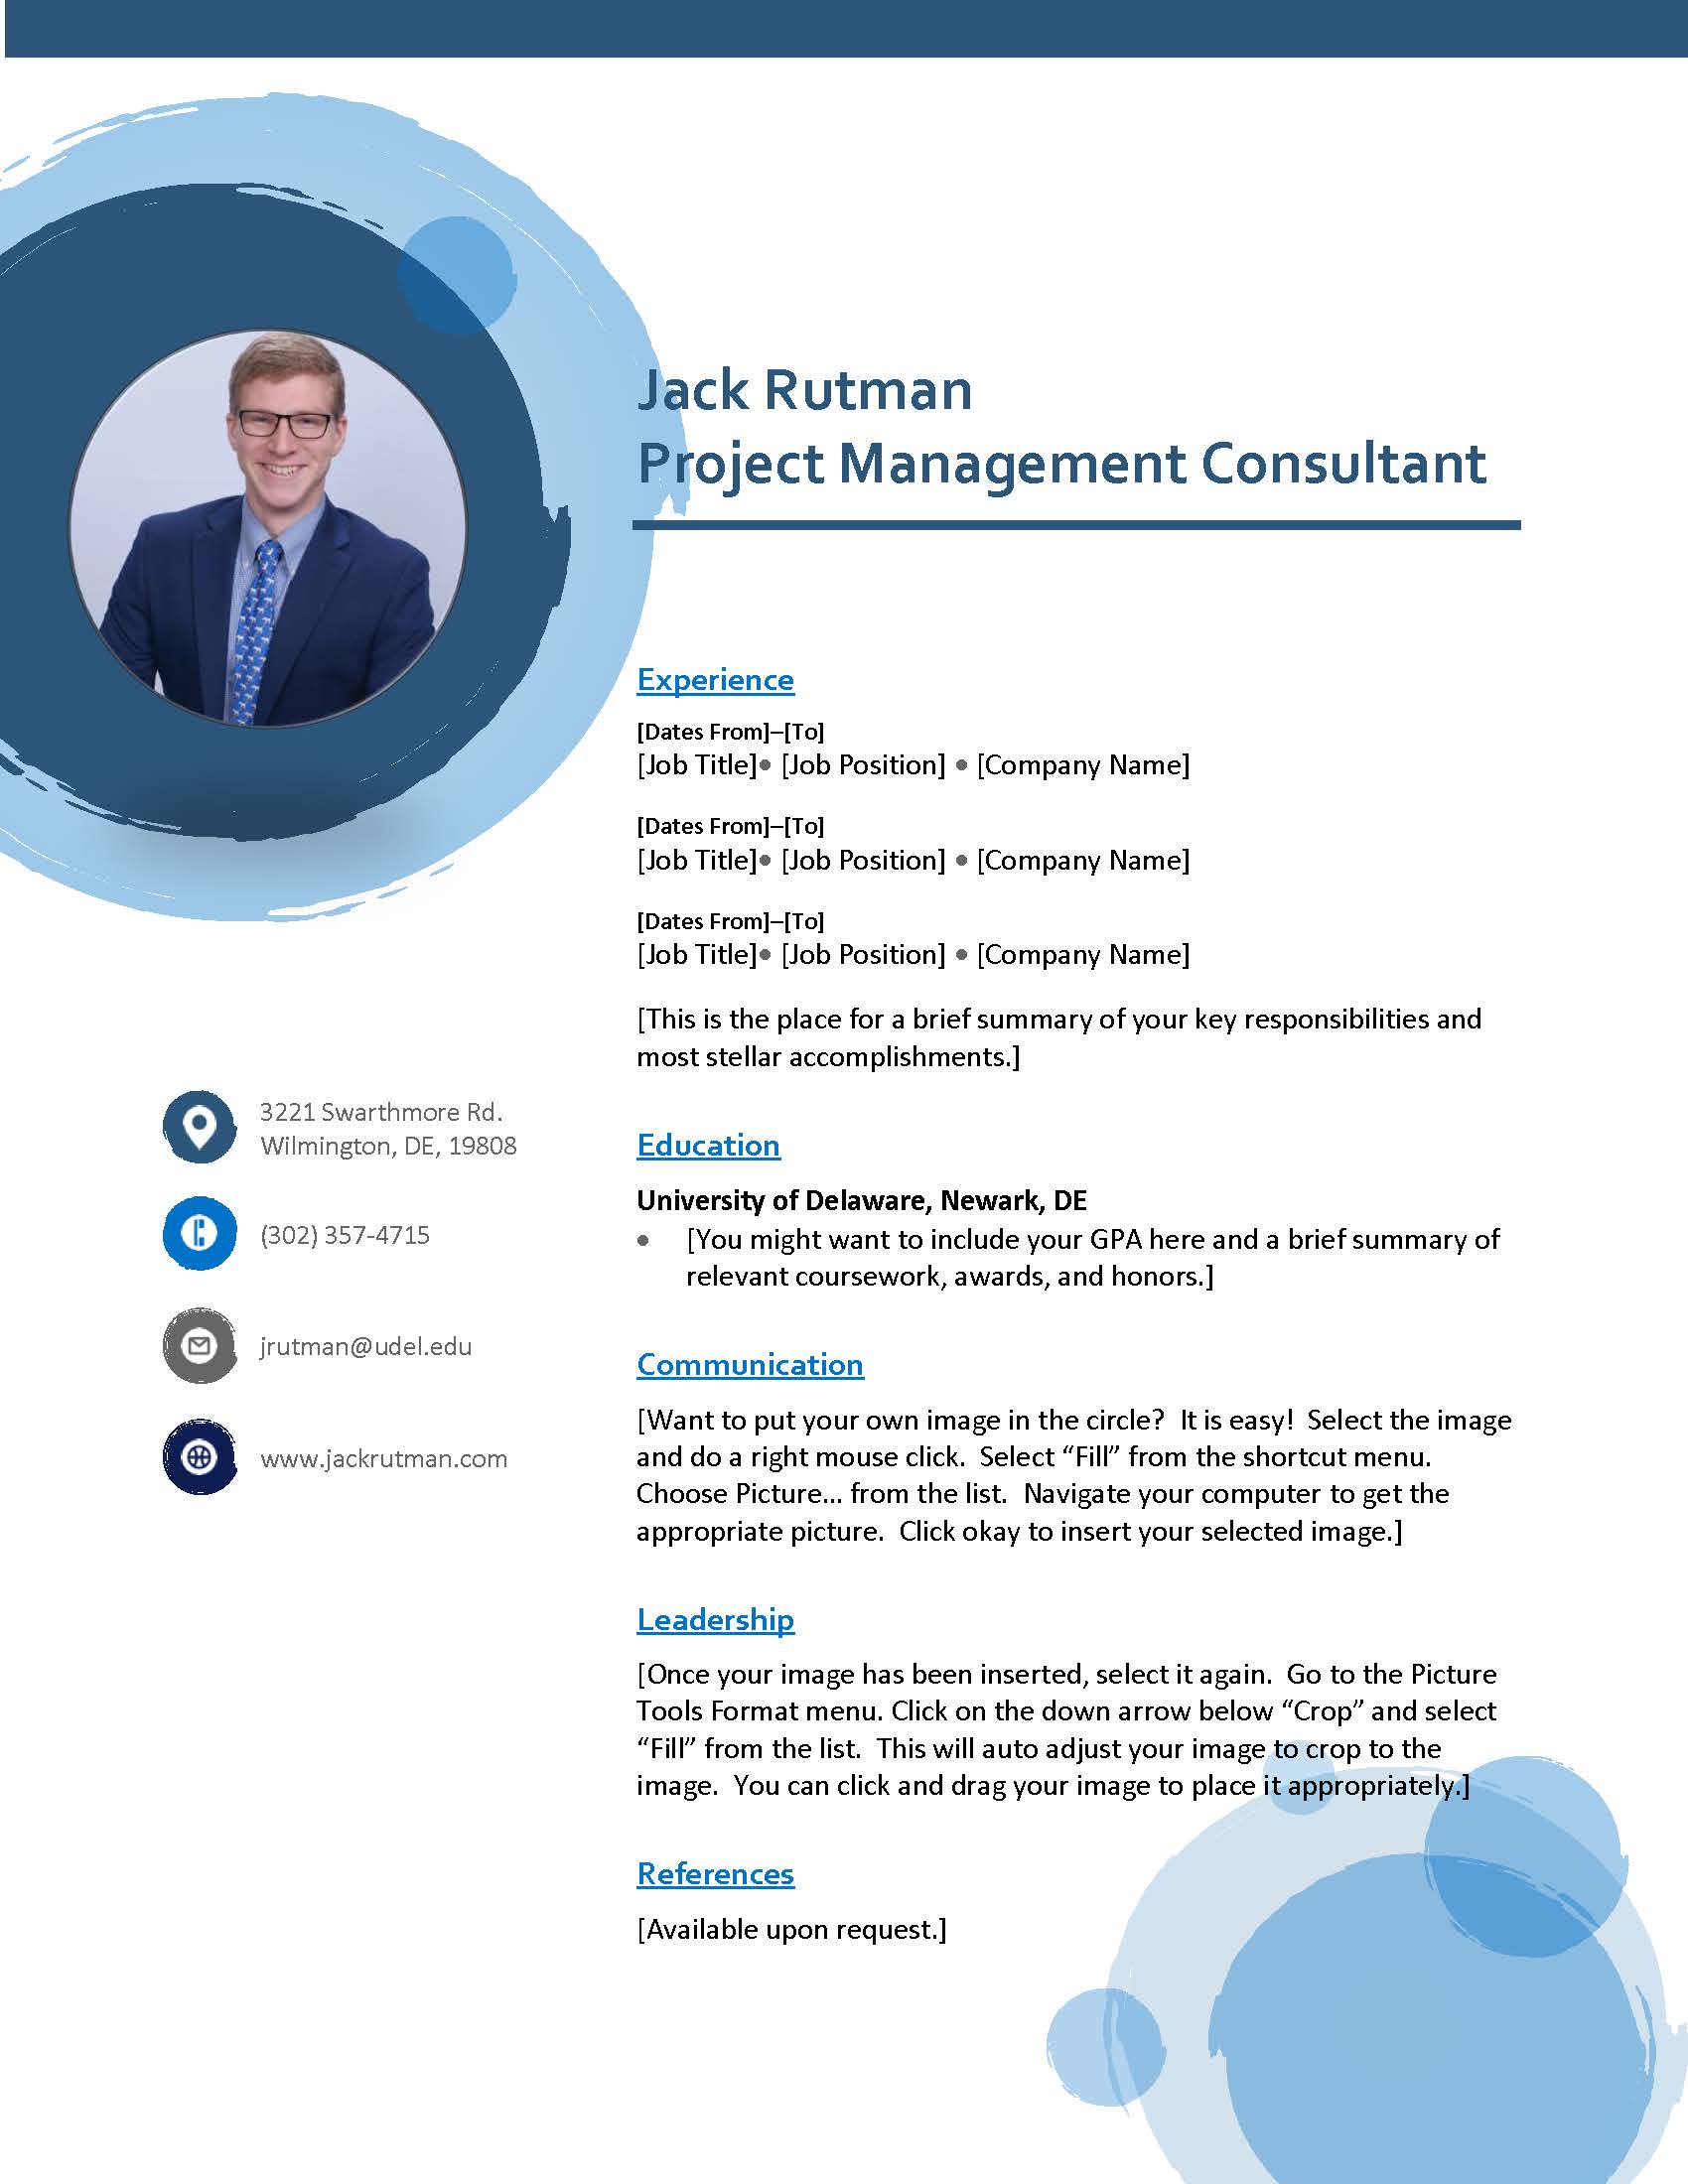 Jack Rutman
Project Management Consultant
Experience
[Dates From]–[To]
[Job Title]• [Job Position] • [Company Name]
[Dates From]–[To]
[Job Title]• [Job Position] • [Company Name]
[Dates From]–[To]
[Job Title]• [Job Position] • [Company Name]
[This is the place for a brief summary of your key responsibilities and
most stellar accomplishments.]
3221 Swarthmore Rd.
Wilmington, DE, 19808
(302) 357-4715
jrutman@udel.edu
www.jackrutman.com
Education
University of Delaware, Newark, DE
• [You might want to include your GPA here and a brief summary of
relevant coursework, awards, and honors.]
Communication
[Want to put your own image in the circle?  It is easy!  Select the image
and do a right mouse click.  Select “Fill” from the shortcut menu.
Choose Picture... from the list.  Navigate your computer to get the
appropriate picture.  Click okay to insert your selected image.]
Leadership
[Once your image has been inserted, select it again.  Go to the Picture
Tools Format menu. Click on the down arrow below “Crop” and select
“Fill” from the list.  This will auto adjust your image to crop to the
image.  You can click and drag your image to place it appropriately.]
References
[Available upon request.]